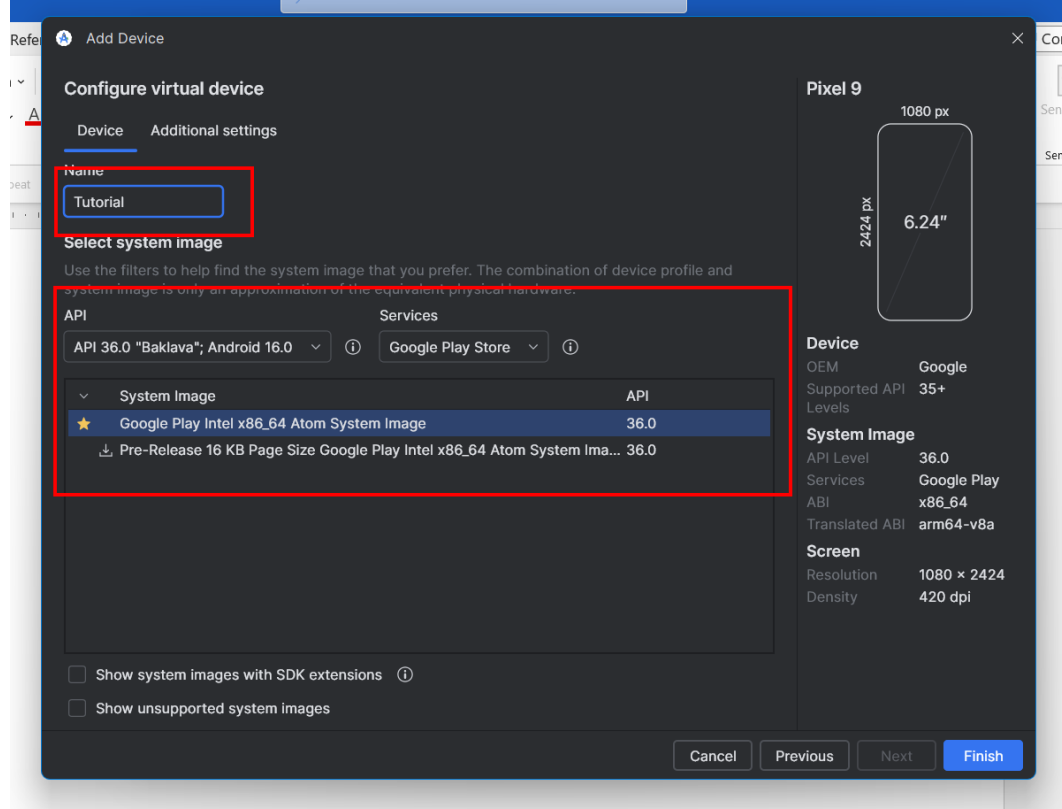 Refe
Add Device
Co
Configure virtual device
Device Additional settings
A
Name
Tutorial
Select system image
Use the filters to help find the system image that you prefer. The combination of device profile and
system image is only an approximation of the equivalent physical hardware.
API Services
API 36.0 "Baklava"; Android 16.0 Google Play Store
System Image API
Google Play Intel x86_64 Atom System Image 36.0
Pre-Release 16 KB Page Size Google Play Intel x86_64 Atom System Ima... 36.0
Show system images with SDK extensions
Show unsupported system images
Pixel 9
1080 px
2424 px
6.24"
Device
OEM Google
Supported API 35+
Levels
System Image
API Level 36.0
Services Google Play
ABI x86_64
Translated ABI arm64-v8a
Screen
Resolution 1080 × 2424
Density 420 dpi
Cancel Previous Next Finish
peat
Sen
Sen